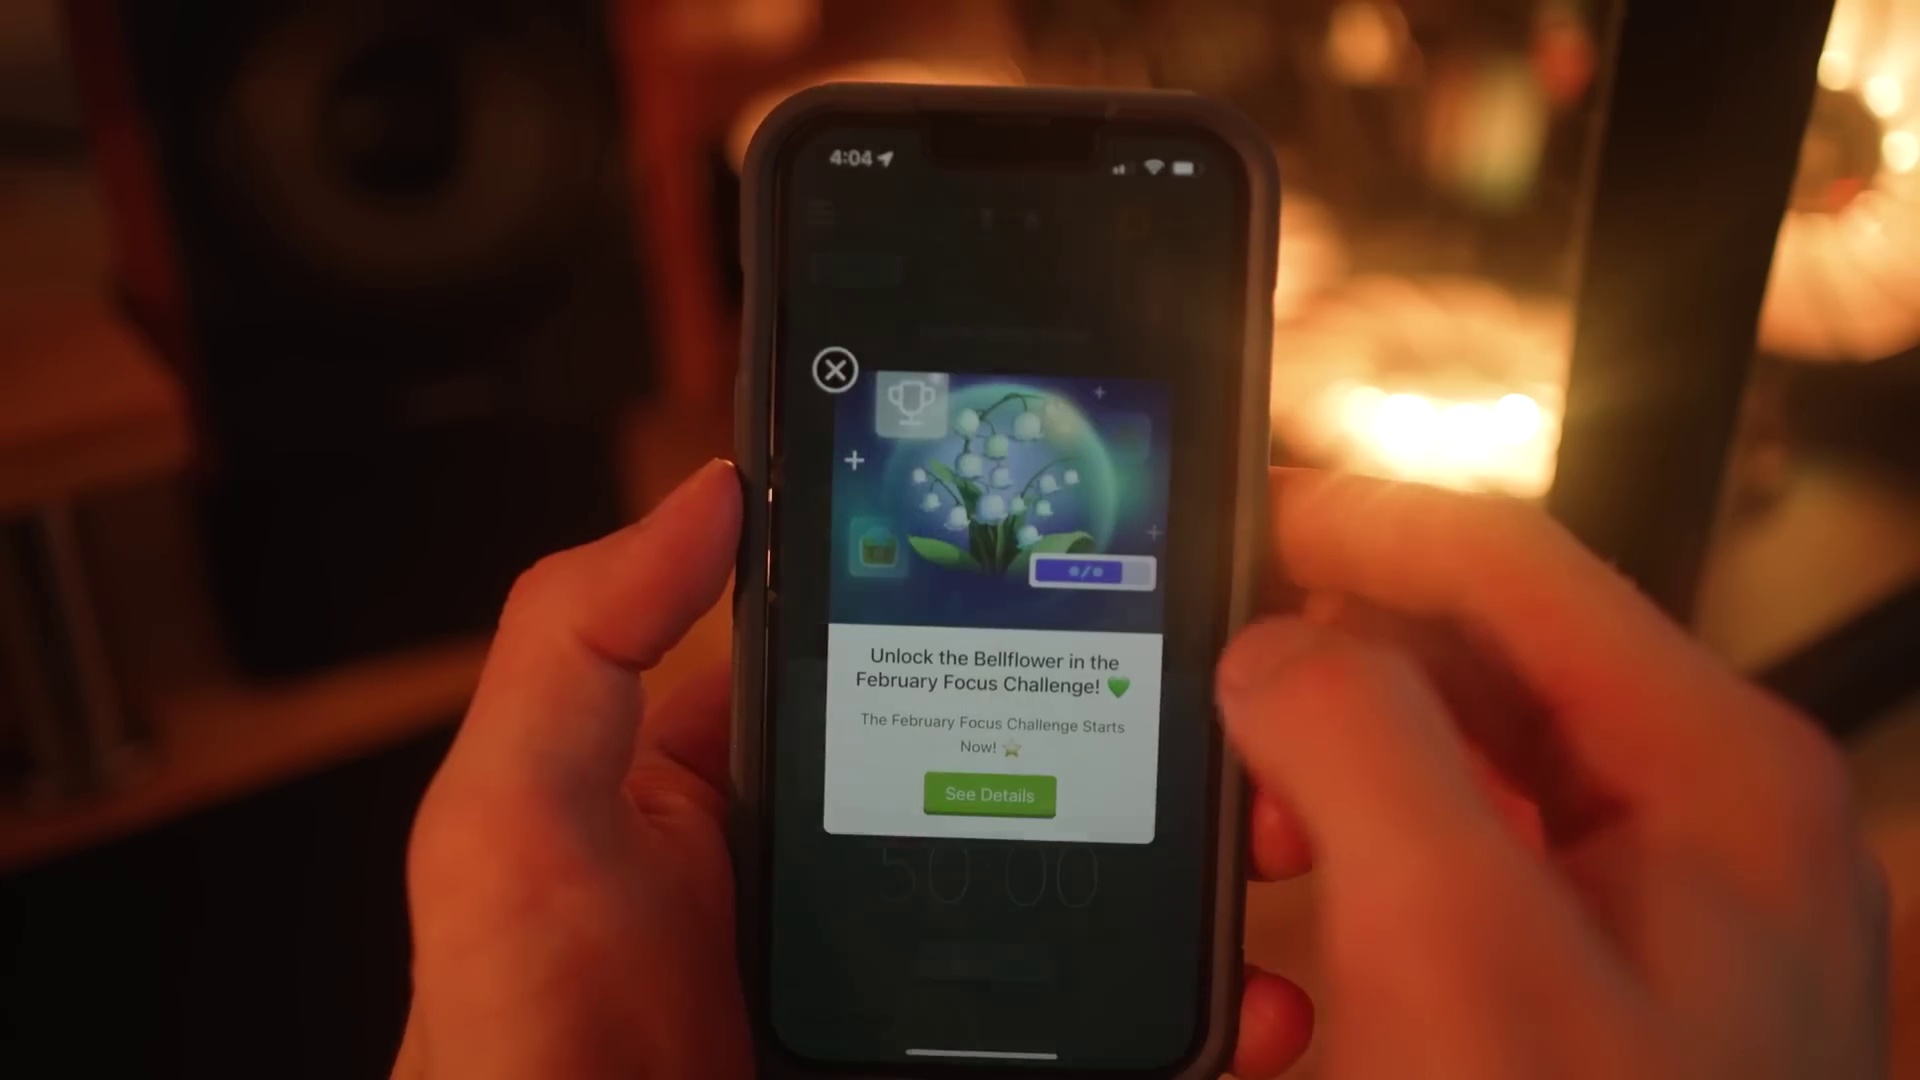 4:04
Unlock the Bellflower in the
February Focus Challenge! 💚
The February Focus Challenge Starts
Now! ⭐
See Details
50:00